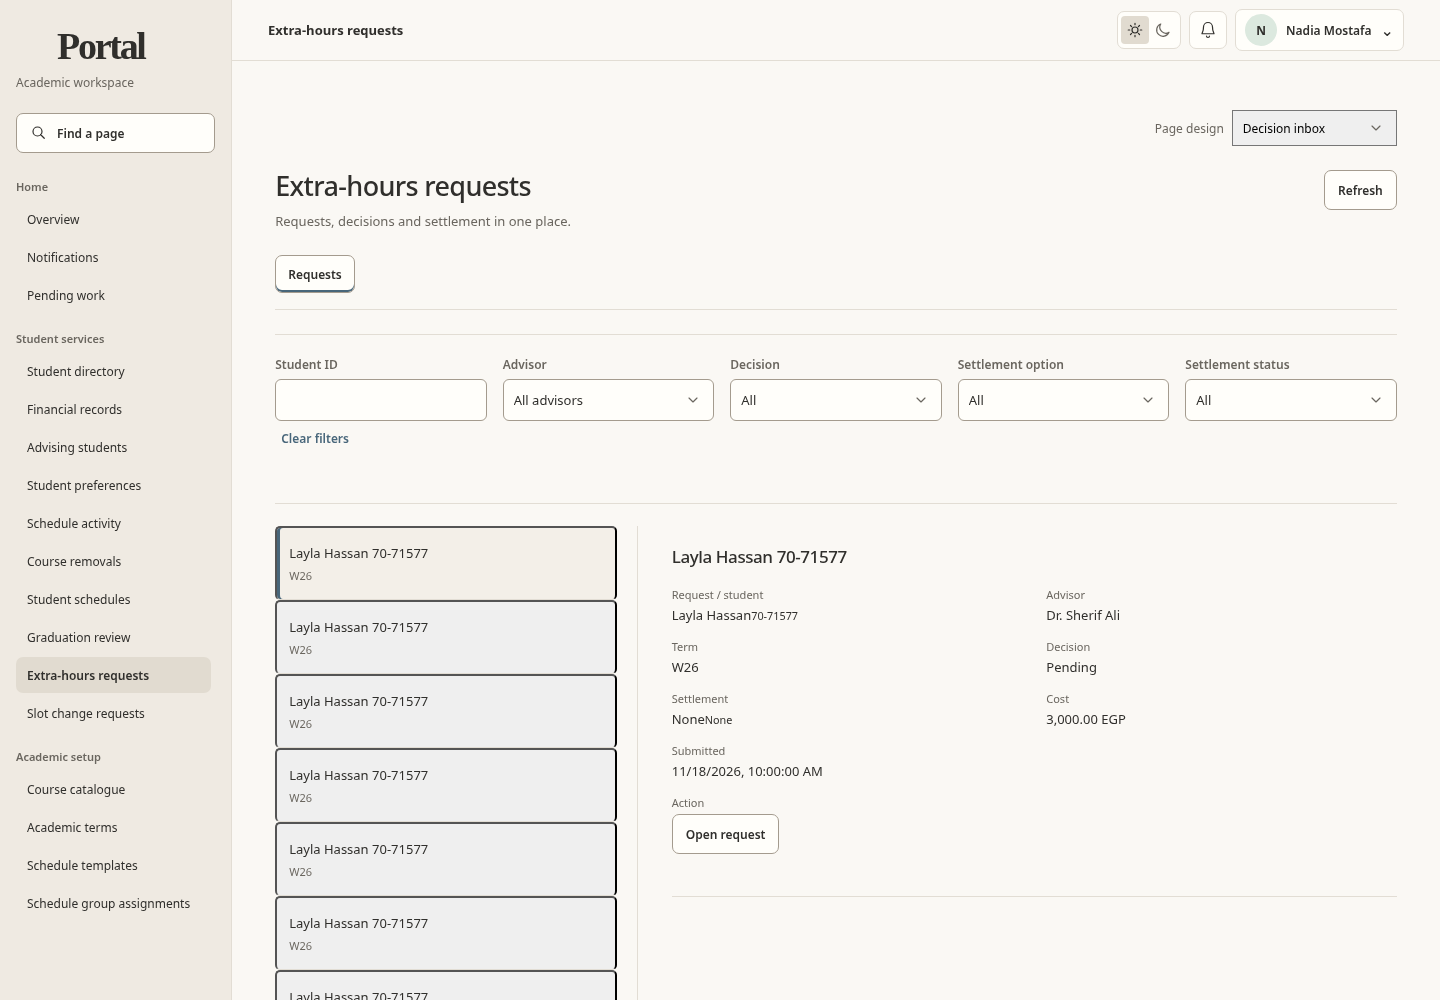 Portal
Academic workspace
Find a page
Home
Overview
Notifications
Pending work
Student services
Student directory
Financial records
Advising students
Student preferences
Schedule activity
Course removals
Student schedules
Graduation review
Extra-hours requests
Slot change requests
Academic setup
Course catalogue
Academic terms
Schedule templates
Schedule group assignments
Extra-hours requests
N Nadia Mostafa
Page design Decision inbox
Extra-hours requests
Refresh
Requests, decisions and settlement in one place.
Requests
Student ID Advisor Decision Settlement option Settlement status
All advisors All All All
Clear filters
Layla Hassan 70-71577
W26
Layla Hassan 70-71577
W26
Layla Hassan 70-71577
W26
Layla Hassan 70-71577
W26
Layla Hassan 70-71577
W26
Layla Hassan 70-71577
W26
Layla Hassan 70-71577
Layla Hassan 70-71577
Request / student Advisor
Layla Hassan70-71577 Dr. Sherif Ali
Term Decision
W26 Pending
Settlement Cost
NoneNone 3,000.00 EGP
Submitted
11/18/2026, 10:00:00 AM
Action
Open request